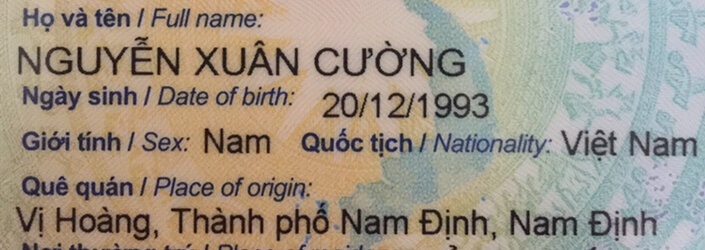 Họ và tên / Full name:
NGUYỄN XUÂN CƯỜNG
Ngày sinh / Date of birth: 20/12/1993
Giới tính / Sex: Nam Quốc tịch / Nationality: Việt Nam
Quê quán / Place of origin:
Vị Hoàng, Thành phố Nam Định, Nam Định